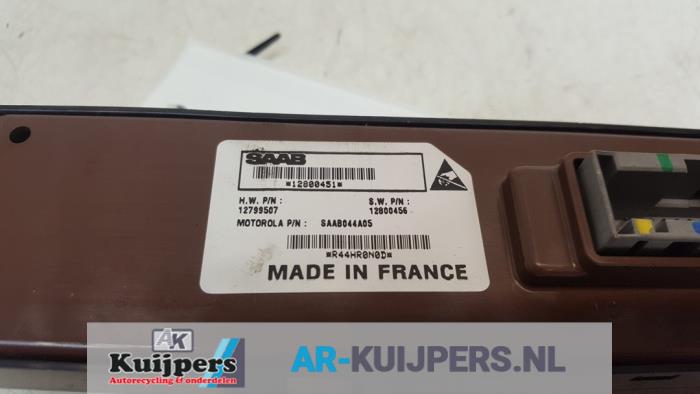 SAAB
*12800451*
H.W. P/N : S.W. P/N :
12799507 12800456
MOTOROLA P/N : SAAB044A05
*R44HR0N0D*
MADE IN FRANCE
AK
Kuijpers
Autorecycling & onderdelen
AR-KUIJPERS.NL